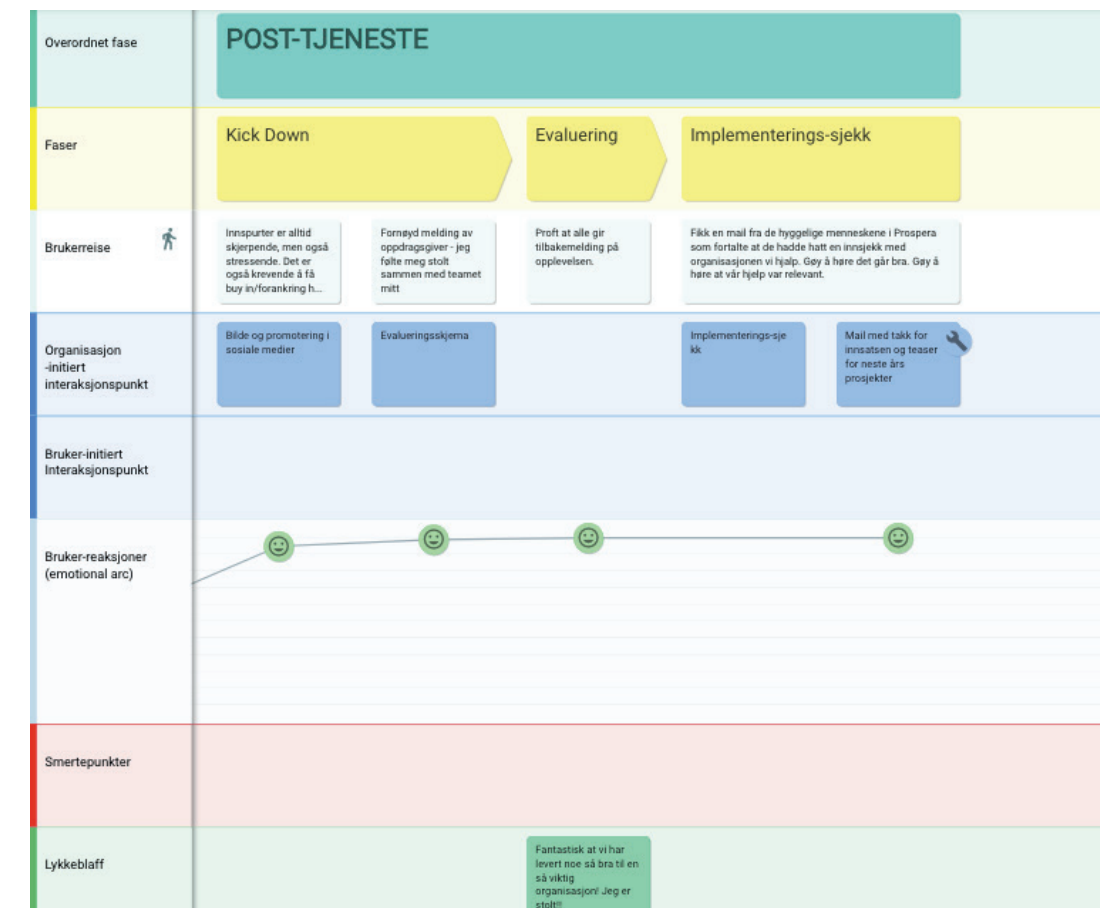 Overordnet fase
POST-TJENESTE
Faser
Kick Down
Evaluering
Implementerings-sjekk
Brukerreise
Innspurter er alltid
skjerpende, men også
stressende. Det er
også krevende å få
buy in/forankring h...
Fornøyd melding av
oppdragsgiver - jeg
følte meg stolt
sammen med teamet
mitt
Proft at alle gir
tilbakemelding på
opplevelsen.
Fikk en mail fra de hyggelige menneskene i Prospera
som fortalte at de hadde hatt en innsjekk med
organisasjonen vi hjalp. Gøy å høre det går bra. Gøy å
høre at vår hjelp var relevant.
Organisasjon
-initiert
interaksjonspunkt
Bilde og promotering i
sosiale medier
Evalueringsskjema
Implementerings-sje
kk
Mail med takk for
innsatsen og teaser
for neste års
prosjekter
Bruker-initiert
Interaksjonspunkt
Bruker-reaksjoner
(emotional arc)
Smertepunkter
Lykkeblaff
Fantastisk at vi har
levert noe så bra til en
så viktig
organisasjon! Jeg er
stolt!!